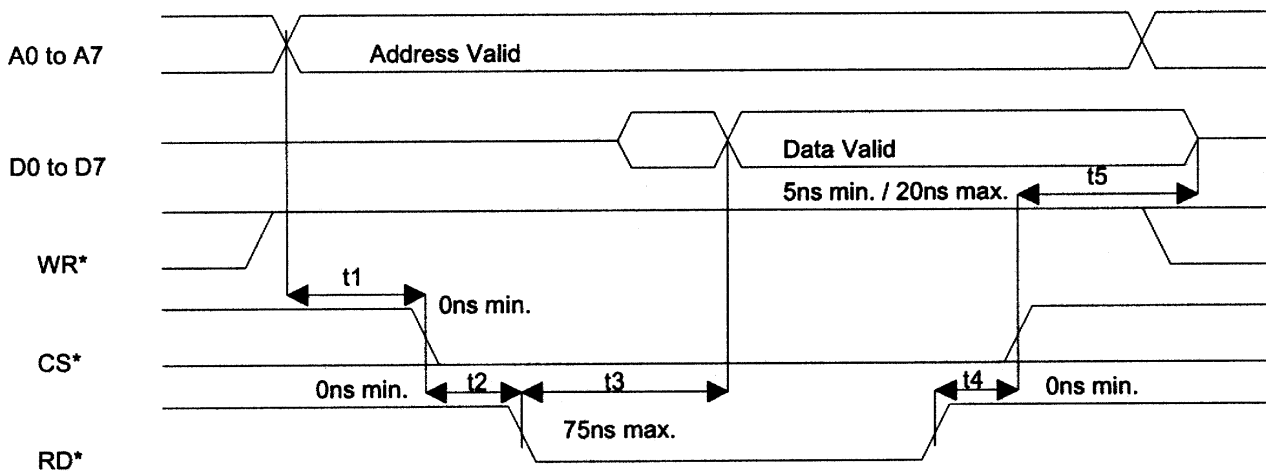 A0 to A7
Address Valid
D0 to D7
Data Valid
5ns min. / 20ns max.
t5
WR*
t1
0ns min.
CS*
0ns min.
t2
t3
t4
0ns min.
75ns max.
RD*